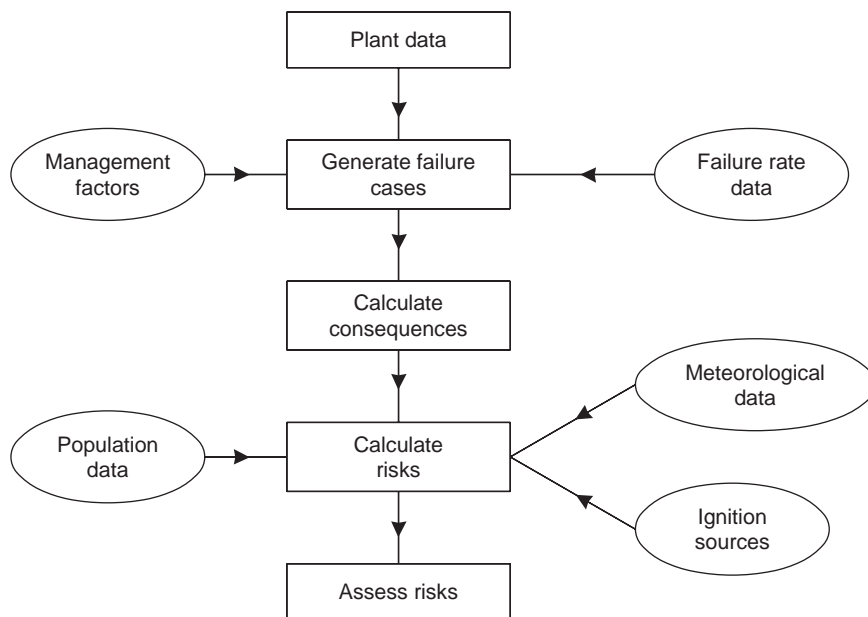 Plant data
Management
factors
Generate failure
cases
Failure rate
data
Calculate
consequences
Meteorological
data
Population
data
Calculate
risks
Ignition
sources
Assess risks